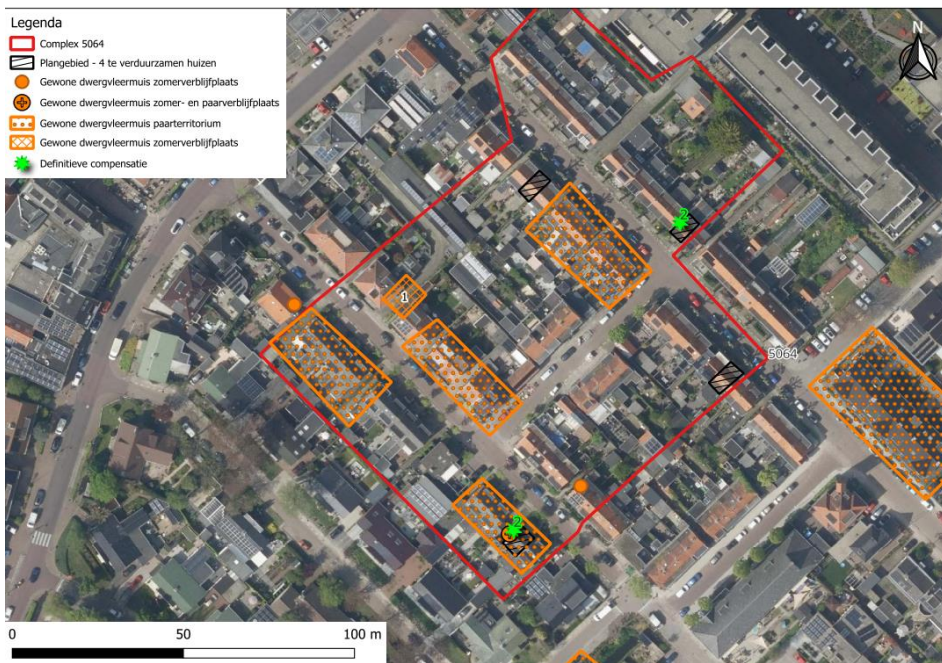 Legenda
Complex 5064
Plangebied - 4 te verduurzamen huizen
Gewone dwergvleermuis zomerverblijfplaats
Gewone dwergvleermuis zomer- en paarverblijfplaats
Gewone dwergvleermuis paarterritorium
Gewone dwergvleermuis zomerverblijfplaats
Definitieve compensatie
N
2
1
5064
2
0 50 100 m